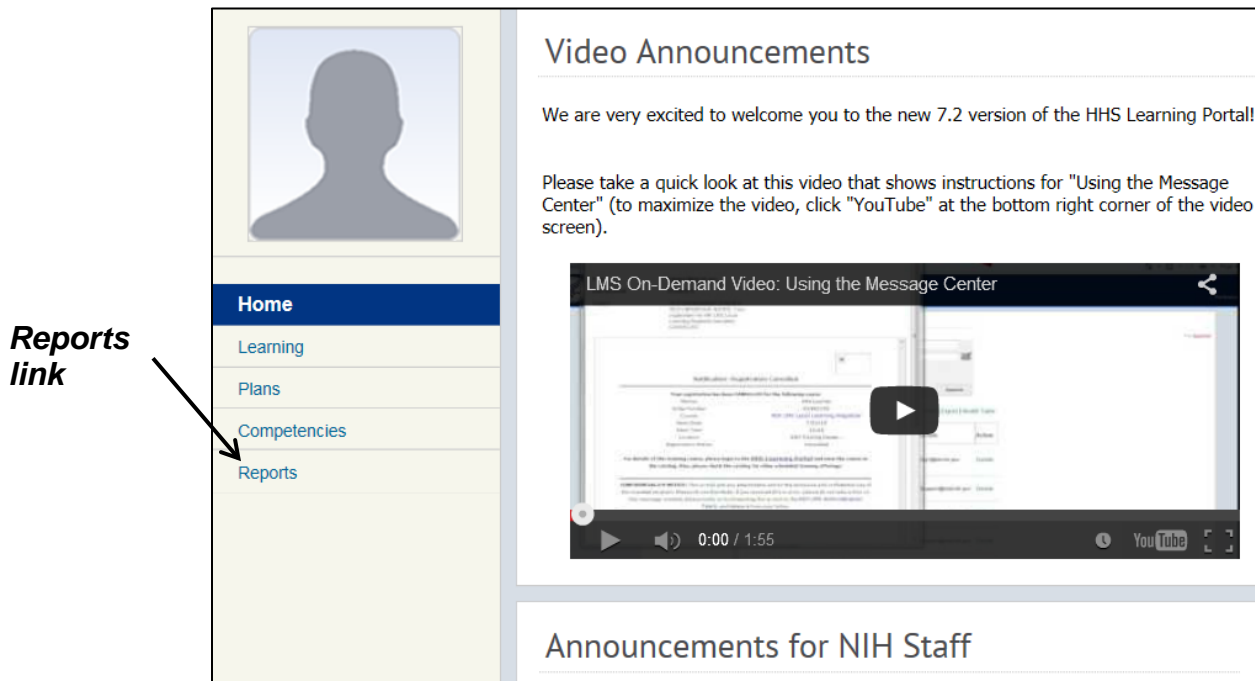 Reports
link
Home
Learning
Plans
Competencies
Reports
Video Announcements
We are very excited to welcome you to the new 7.2 version of the HHS Learning Portal!
Please take a quick look at this video that shows instructions for "Using the Message
Center" (to maximize the video, click "YouTube" at the bottom right corner of the video
screen).
LMS On-Demand Video: Using the Message Center
Notification: Registration Cancelled
0:00 / 1:55
YouTube
Announcements for NIH Staff